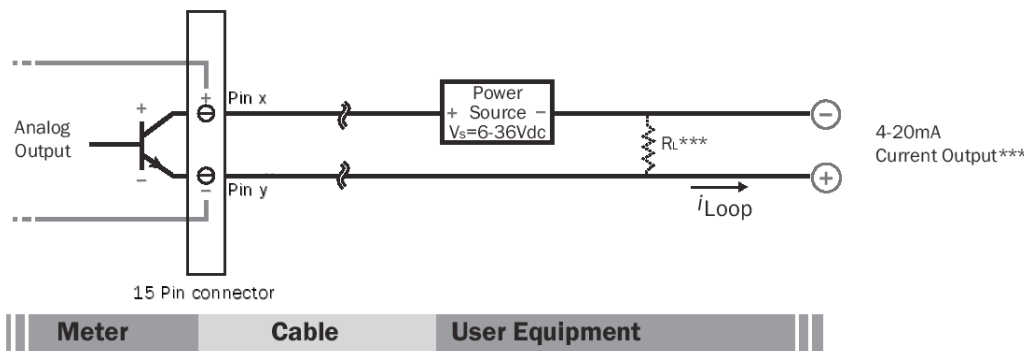 Analog
Output
+
−
+
Pin x
−
Pin y
15 Pin connector
Power
+ Source −
Vs=6-36Vdc
RL***
iLoop
−
+
4-20mA
Current Output***
Meter
Cable
User Equipment